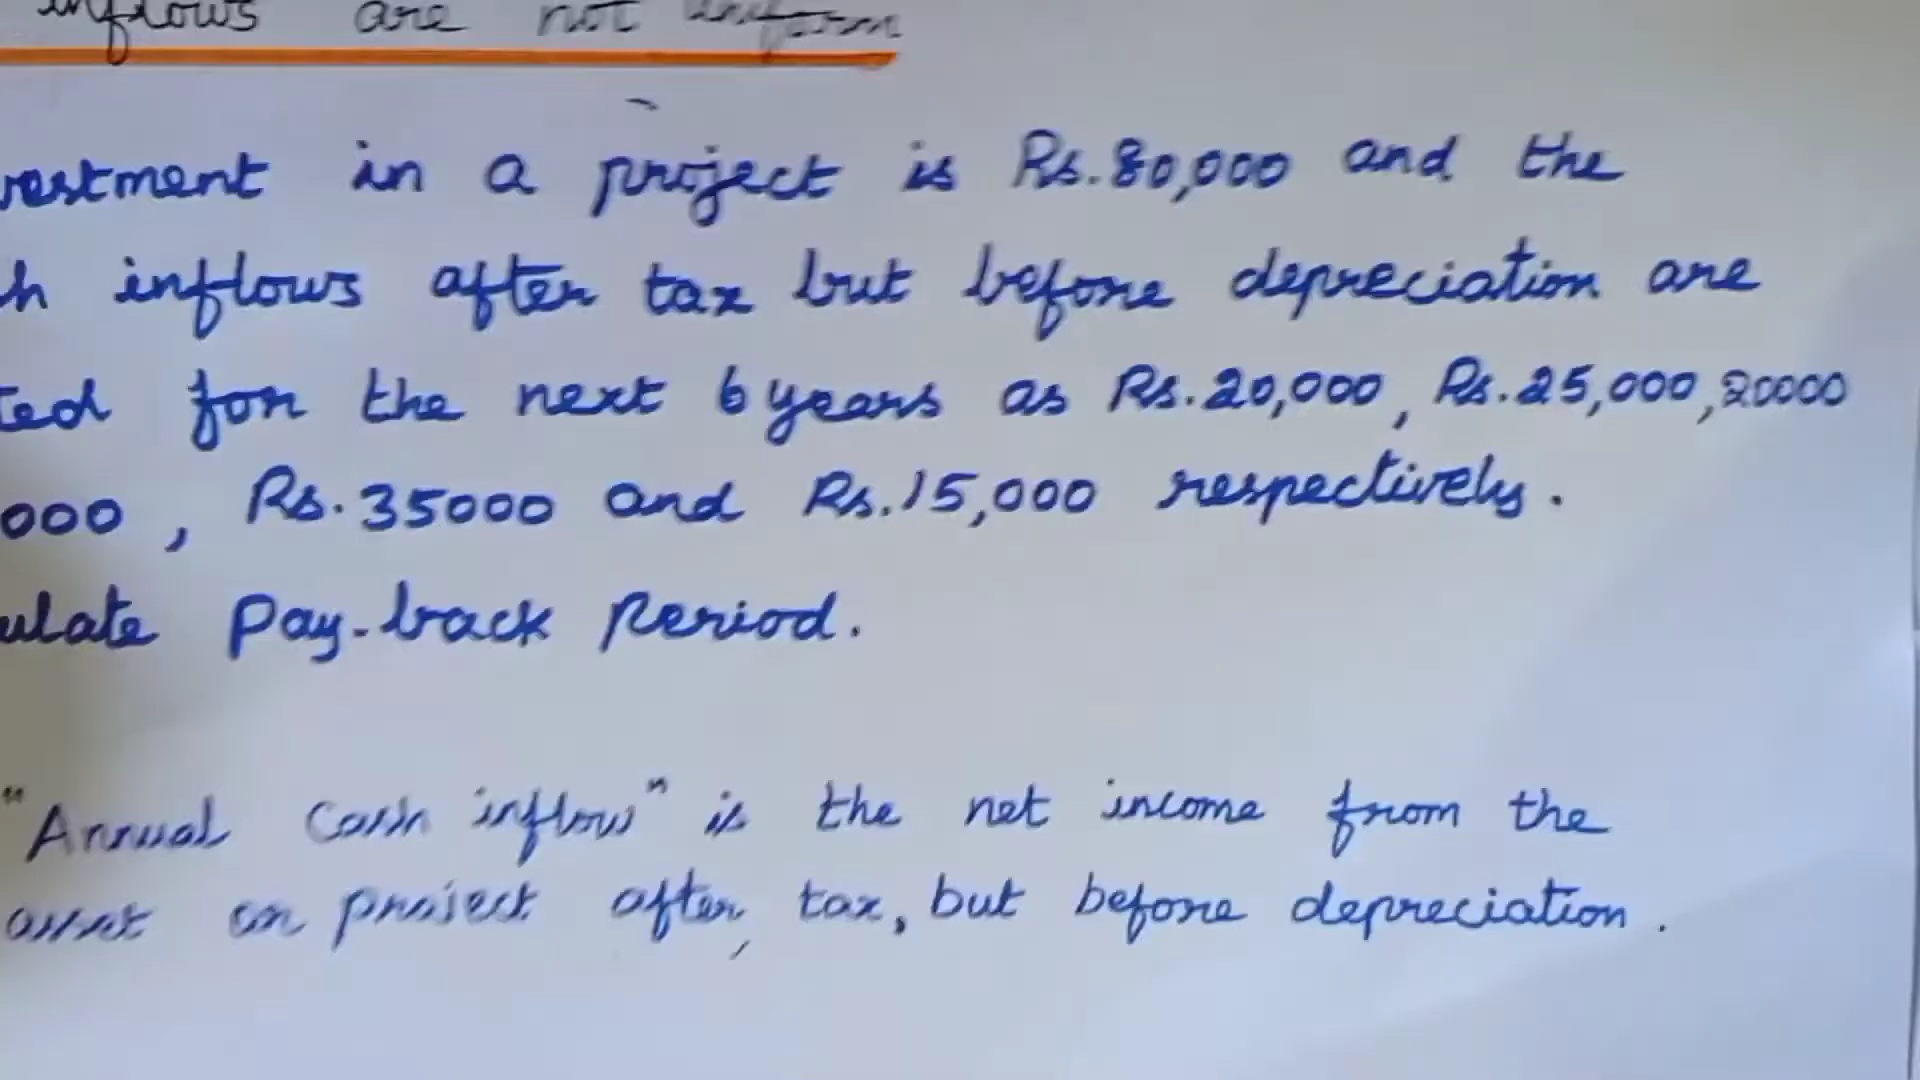 inflows are not uniform
vestment in a project is Rs.80,000 and the
h inflows after tax but before depreciation are
ted for the next 6 years as Rs.20,000, Rs.25,000, 20000
000, Rs.35000 and Rs.15,000 respectively.
ulate Pay-back Period.
"Annual Cash inflow" is the net income from the
asset on project after, tax, but before depreciation.